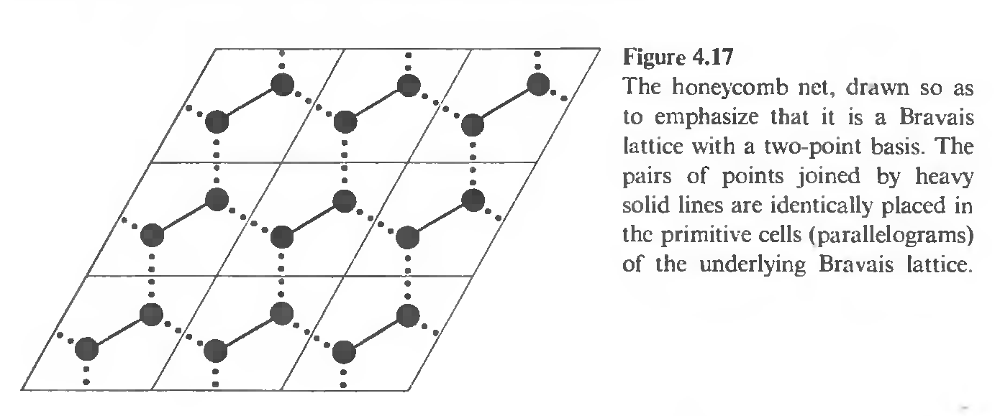 Figure 4.17
The honeycomb net, drawn so as
to emphasize that it is a Bravais
lattice with a two-point basis. The
pairs of points joined by heavy
solid lines are identically placed in
the primitive cells (parallelograms)
of the underlying Bravais lattice.